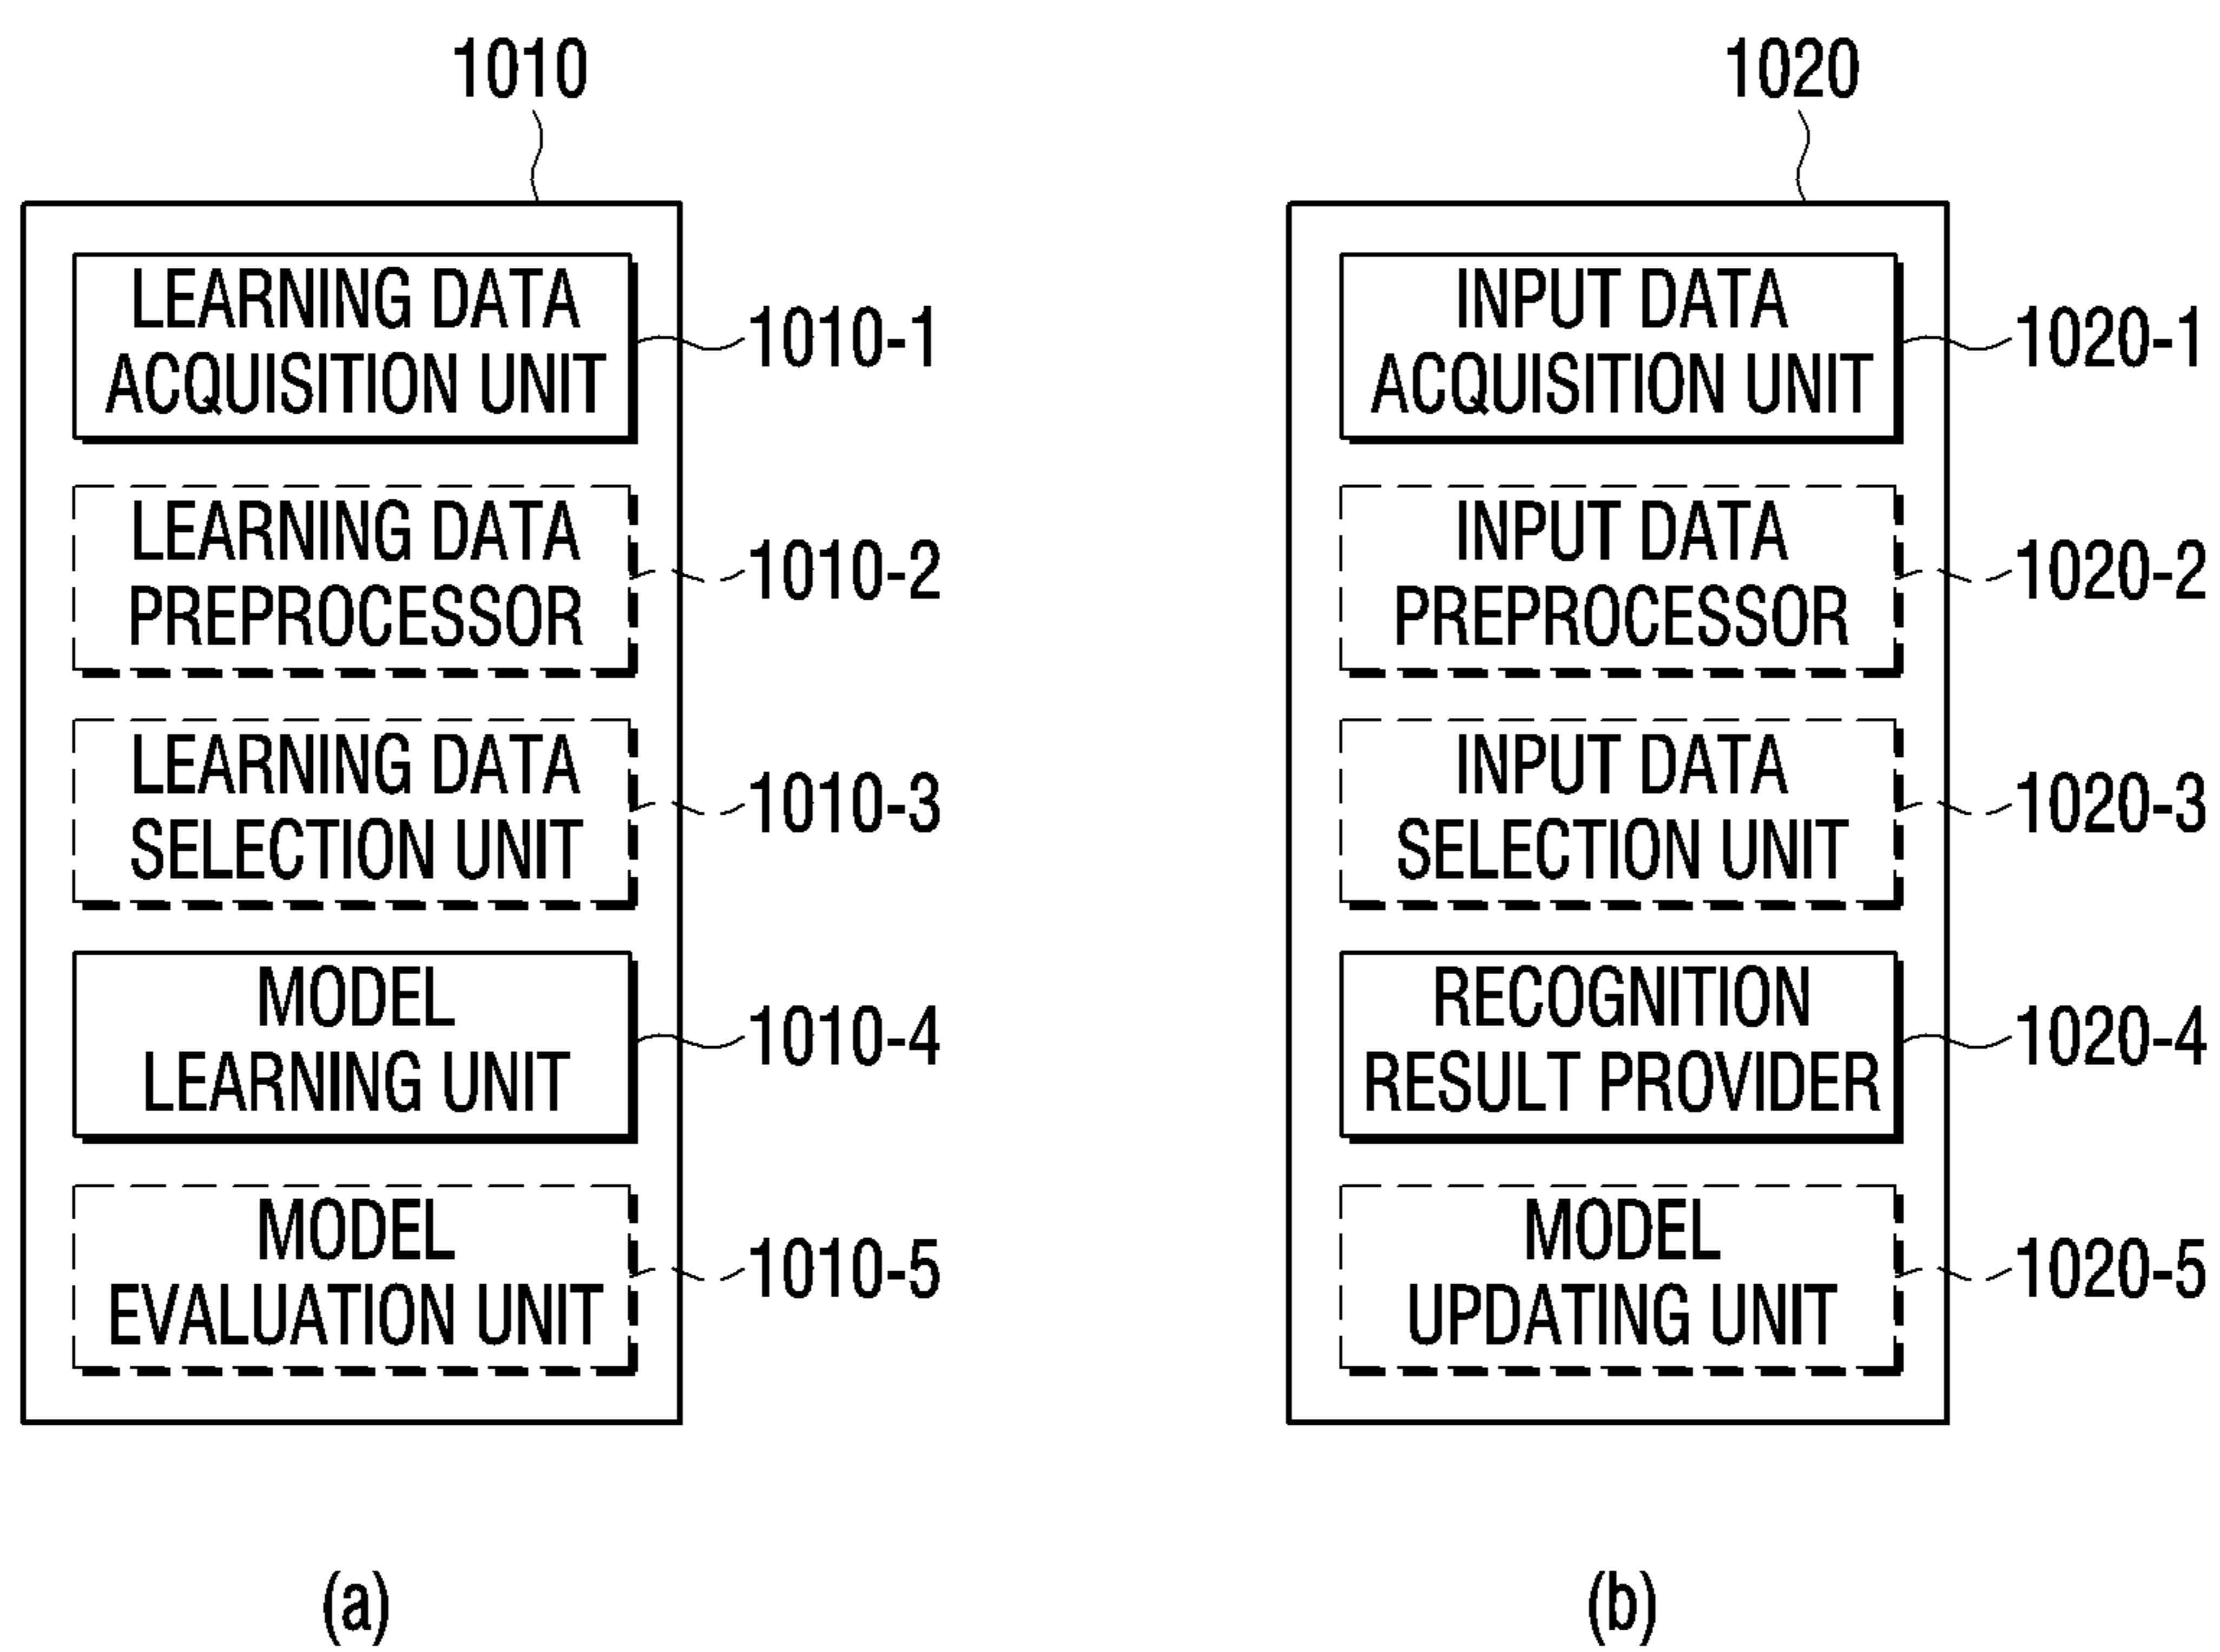 1010
LEARNING DATA
ACQUISITION UNIT
1010-1
LEARNING DATA
PREPROCESSOR
1010-2
LEARNING DATA
SELECTION UNIT
1010-3
MODEL
LEARNING UNIT
1010-4
MODEL
EVALUATION UNIT
1010-5
(a)
1020
INPUT DATA
ACQUISITION UNIT
1020-1
INPUT DATA
PREPROCESSOR
1020-2
INPUT DATA
SELECTION UNIT
1020-3
RECOGNITION
RESULT PROVIDER
1020-4
MODEL
UPDATING UNIT
1020-5
(b)